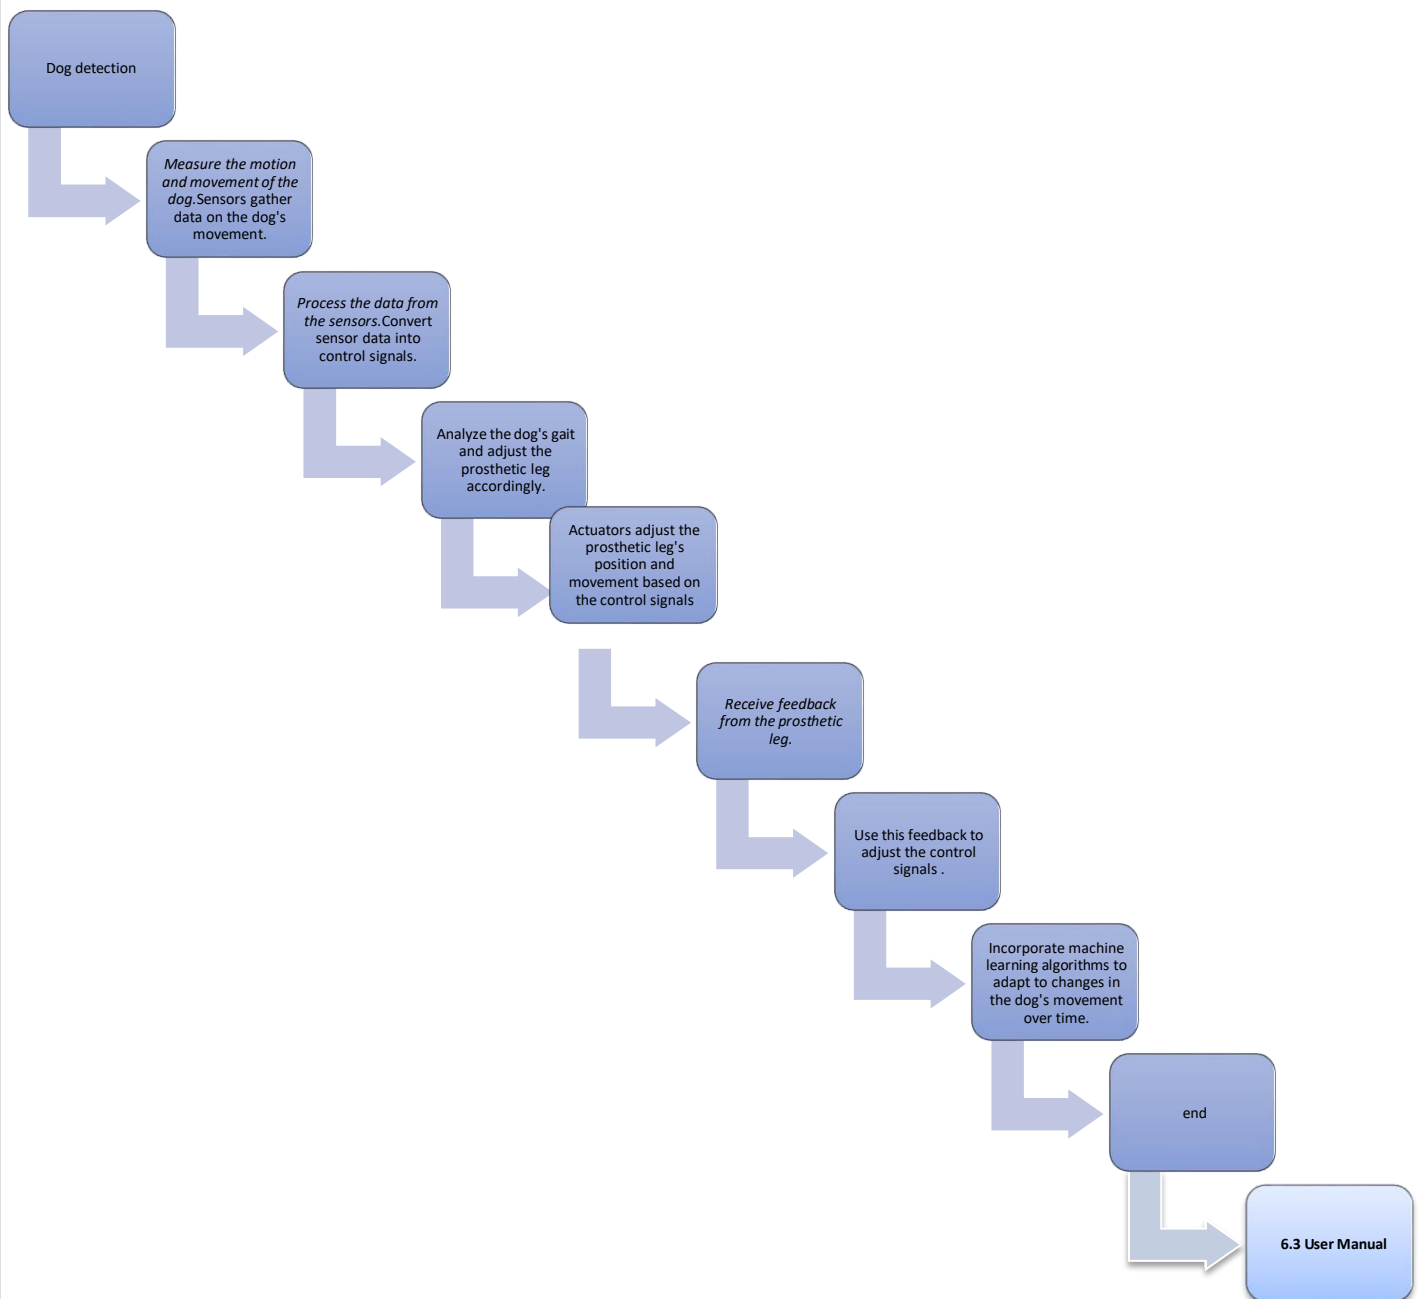 Dog detection
Measure the motion
and movement of the
dog.Sensors gather
data on the dog's
movement.
Process the data from
the sensors.Convert
sensor data into
control signals.
Analyze the dog's gait
and adjust the
prosthetic leg
accordingly.
Actuators adjust the
prosthetic leg's
position and
movement based on
the control signals
Receive feedback
from the prosthetic
leg.
Use this feedback to
adjust the control
signals .
Incorporate machine
learning algorithms to
adapt to changes in
the dog's movement
over time.
end
6.3 User Manual